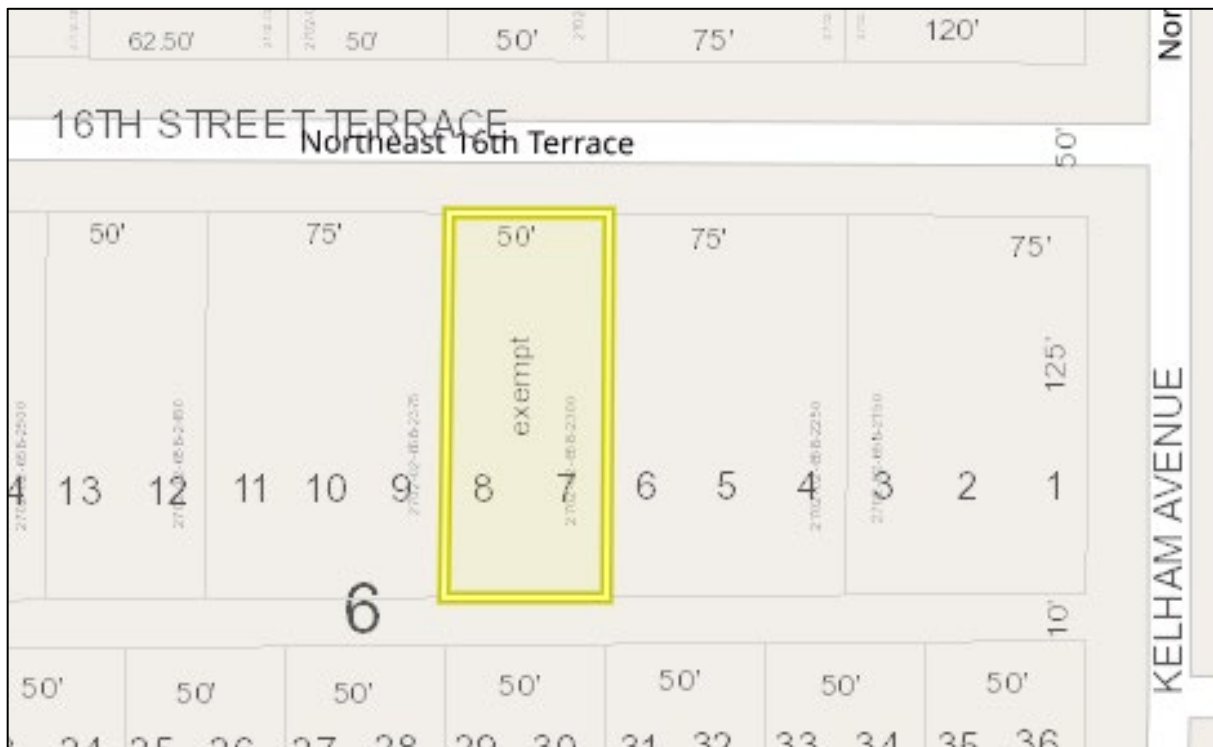 62.50'
50'
50'
75'
120'
Nor
16TH STREET TERRACE
Northeast 16th Terrace
50'
50'
75'
50'
75'
75'
exempt
125'
13 12 11 10 9 8 7 6 5 4 3 2 1
KELHAM AVENUE
6
10'
50' 50' 50' 50' 50' 50' 50'
24 25 26 27 28 29 30 31 32 33 34 35 36